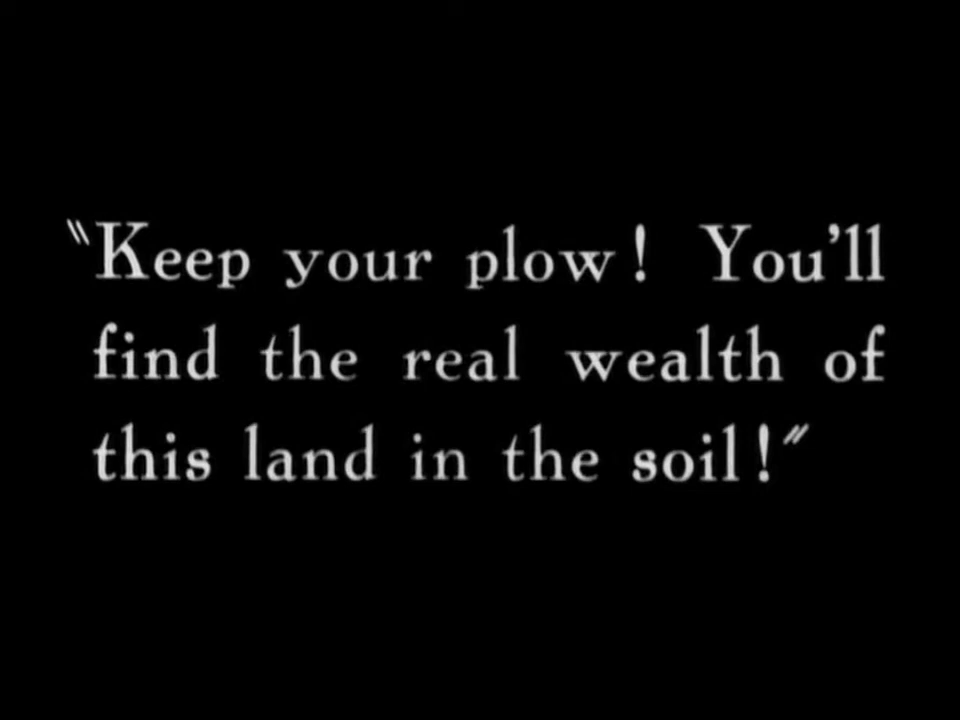 "Keep your plow! You'll
find the real wealth of
this land in the soil!"